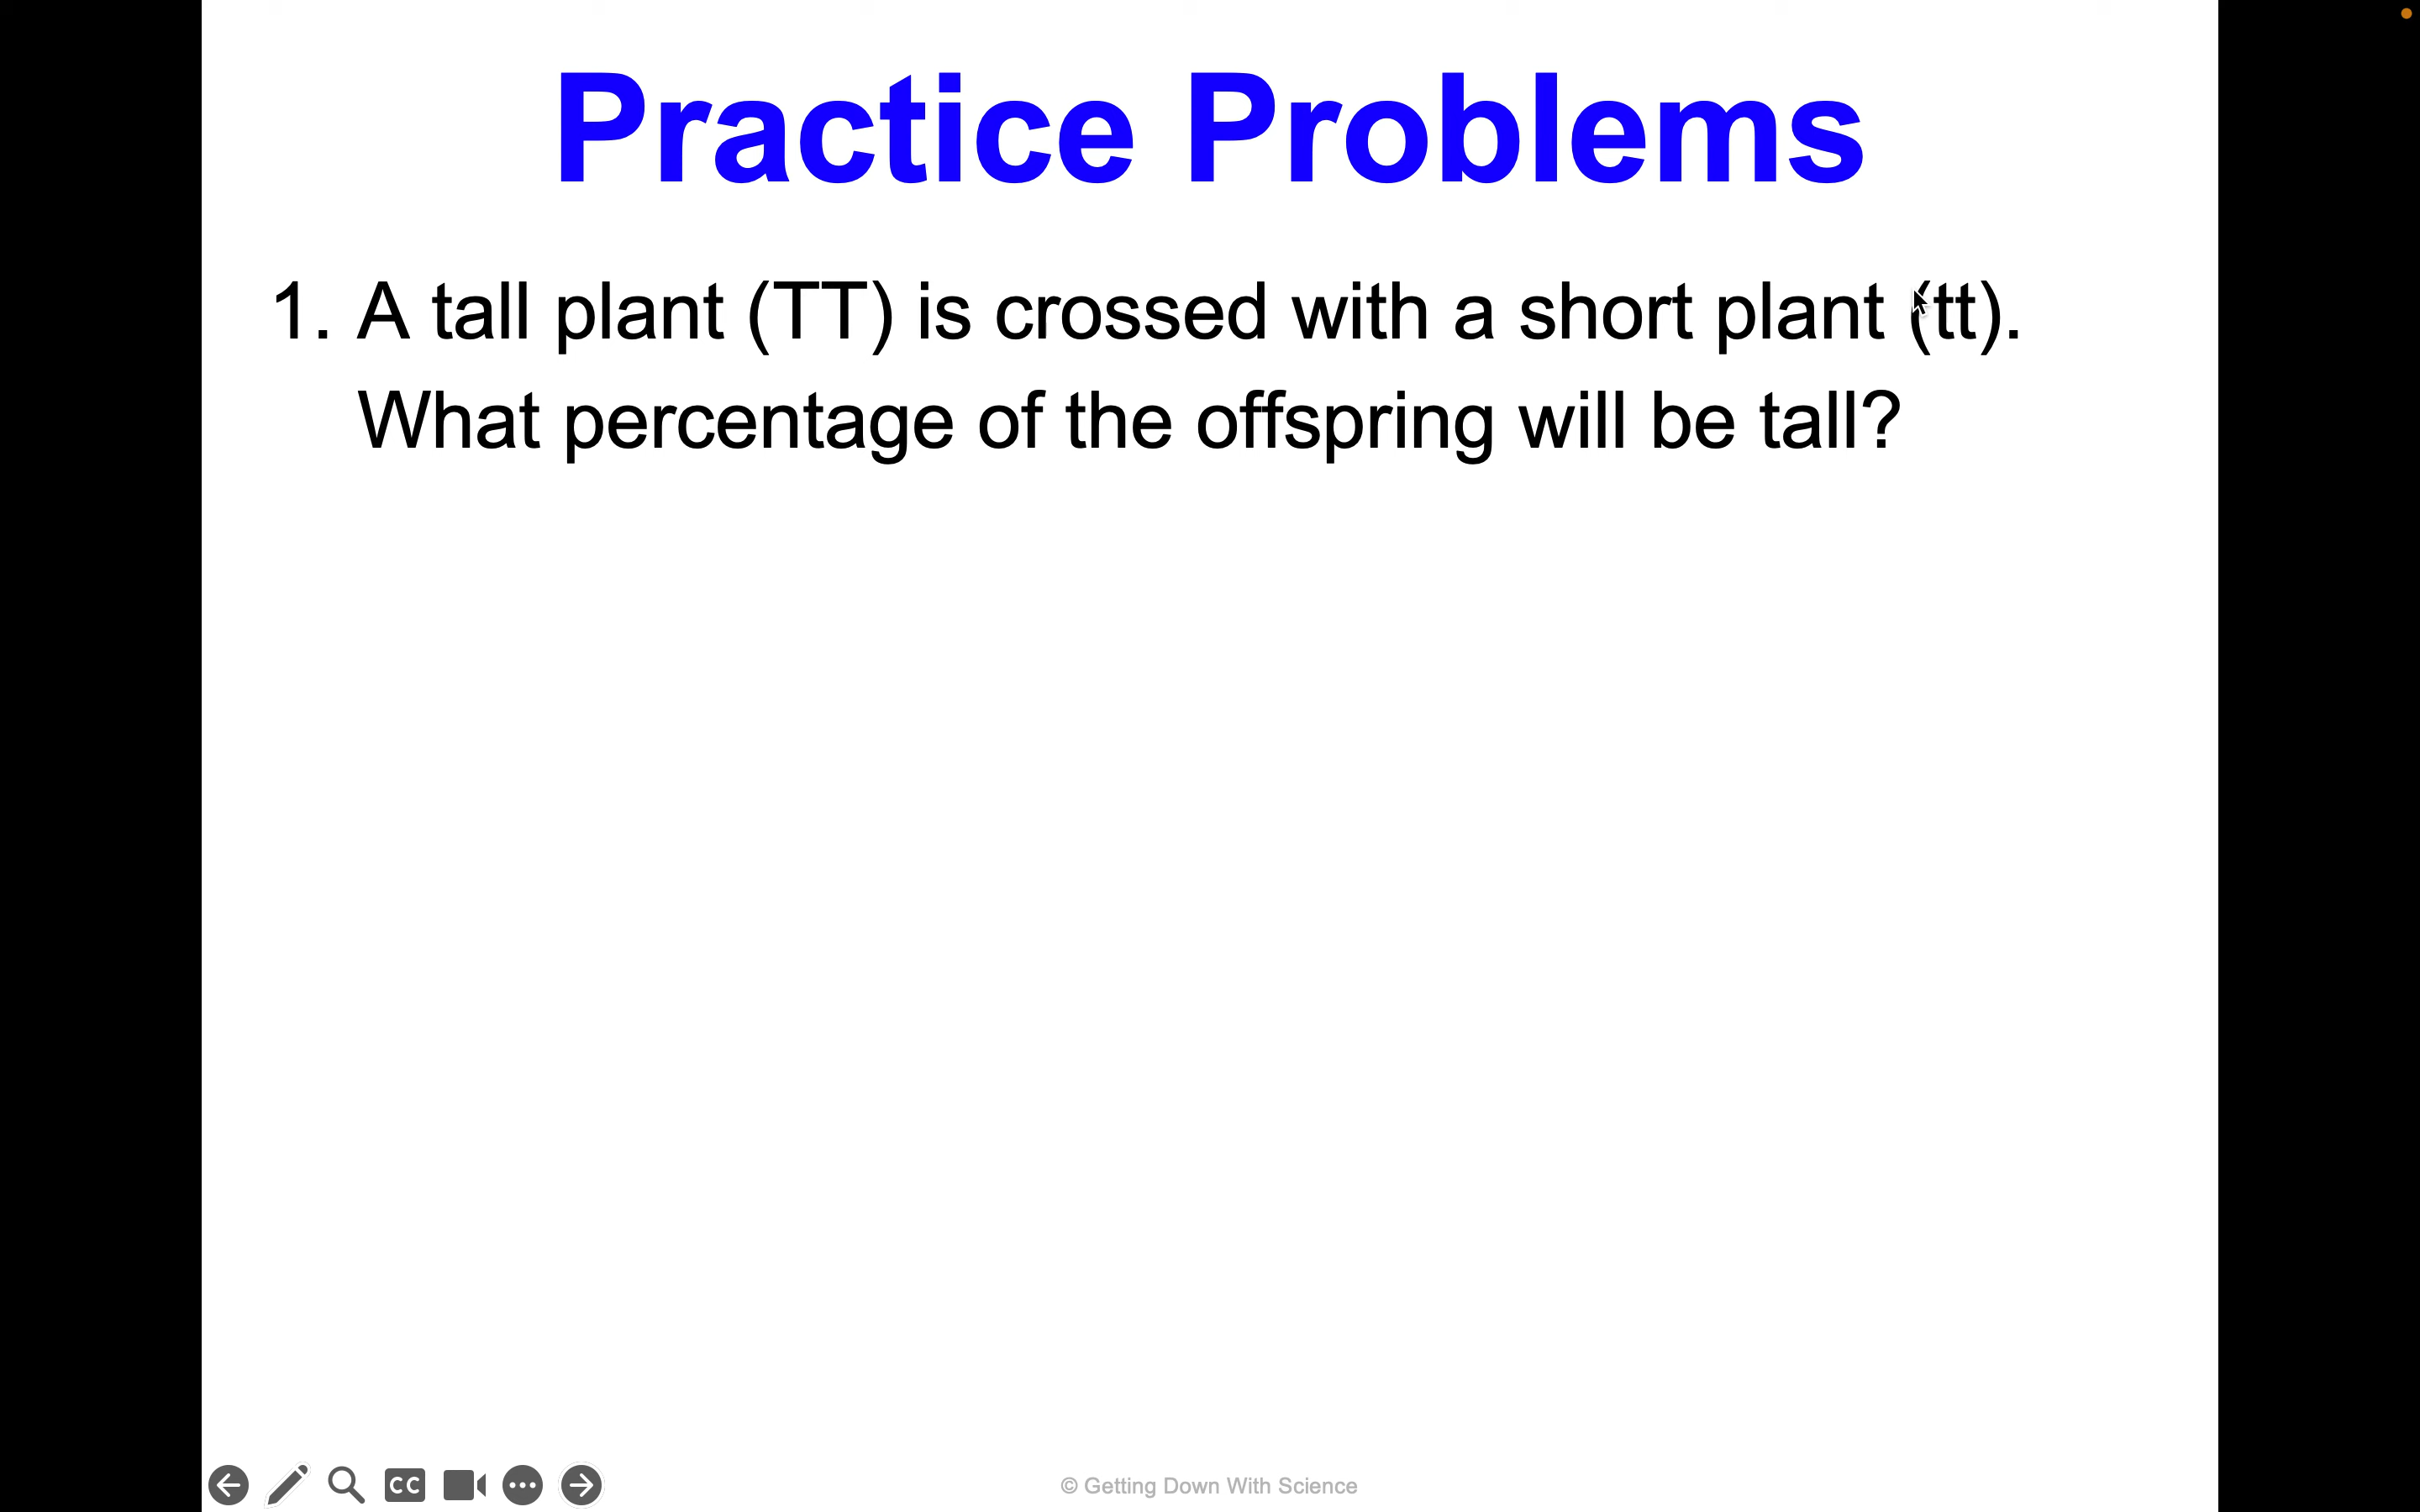 Practice Problems
1. A tall plant (TT) is crossed with a short plant (tt).
What percentage of the offspring will be tall?
CC
© Getting Down With Science